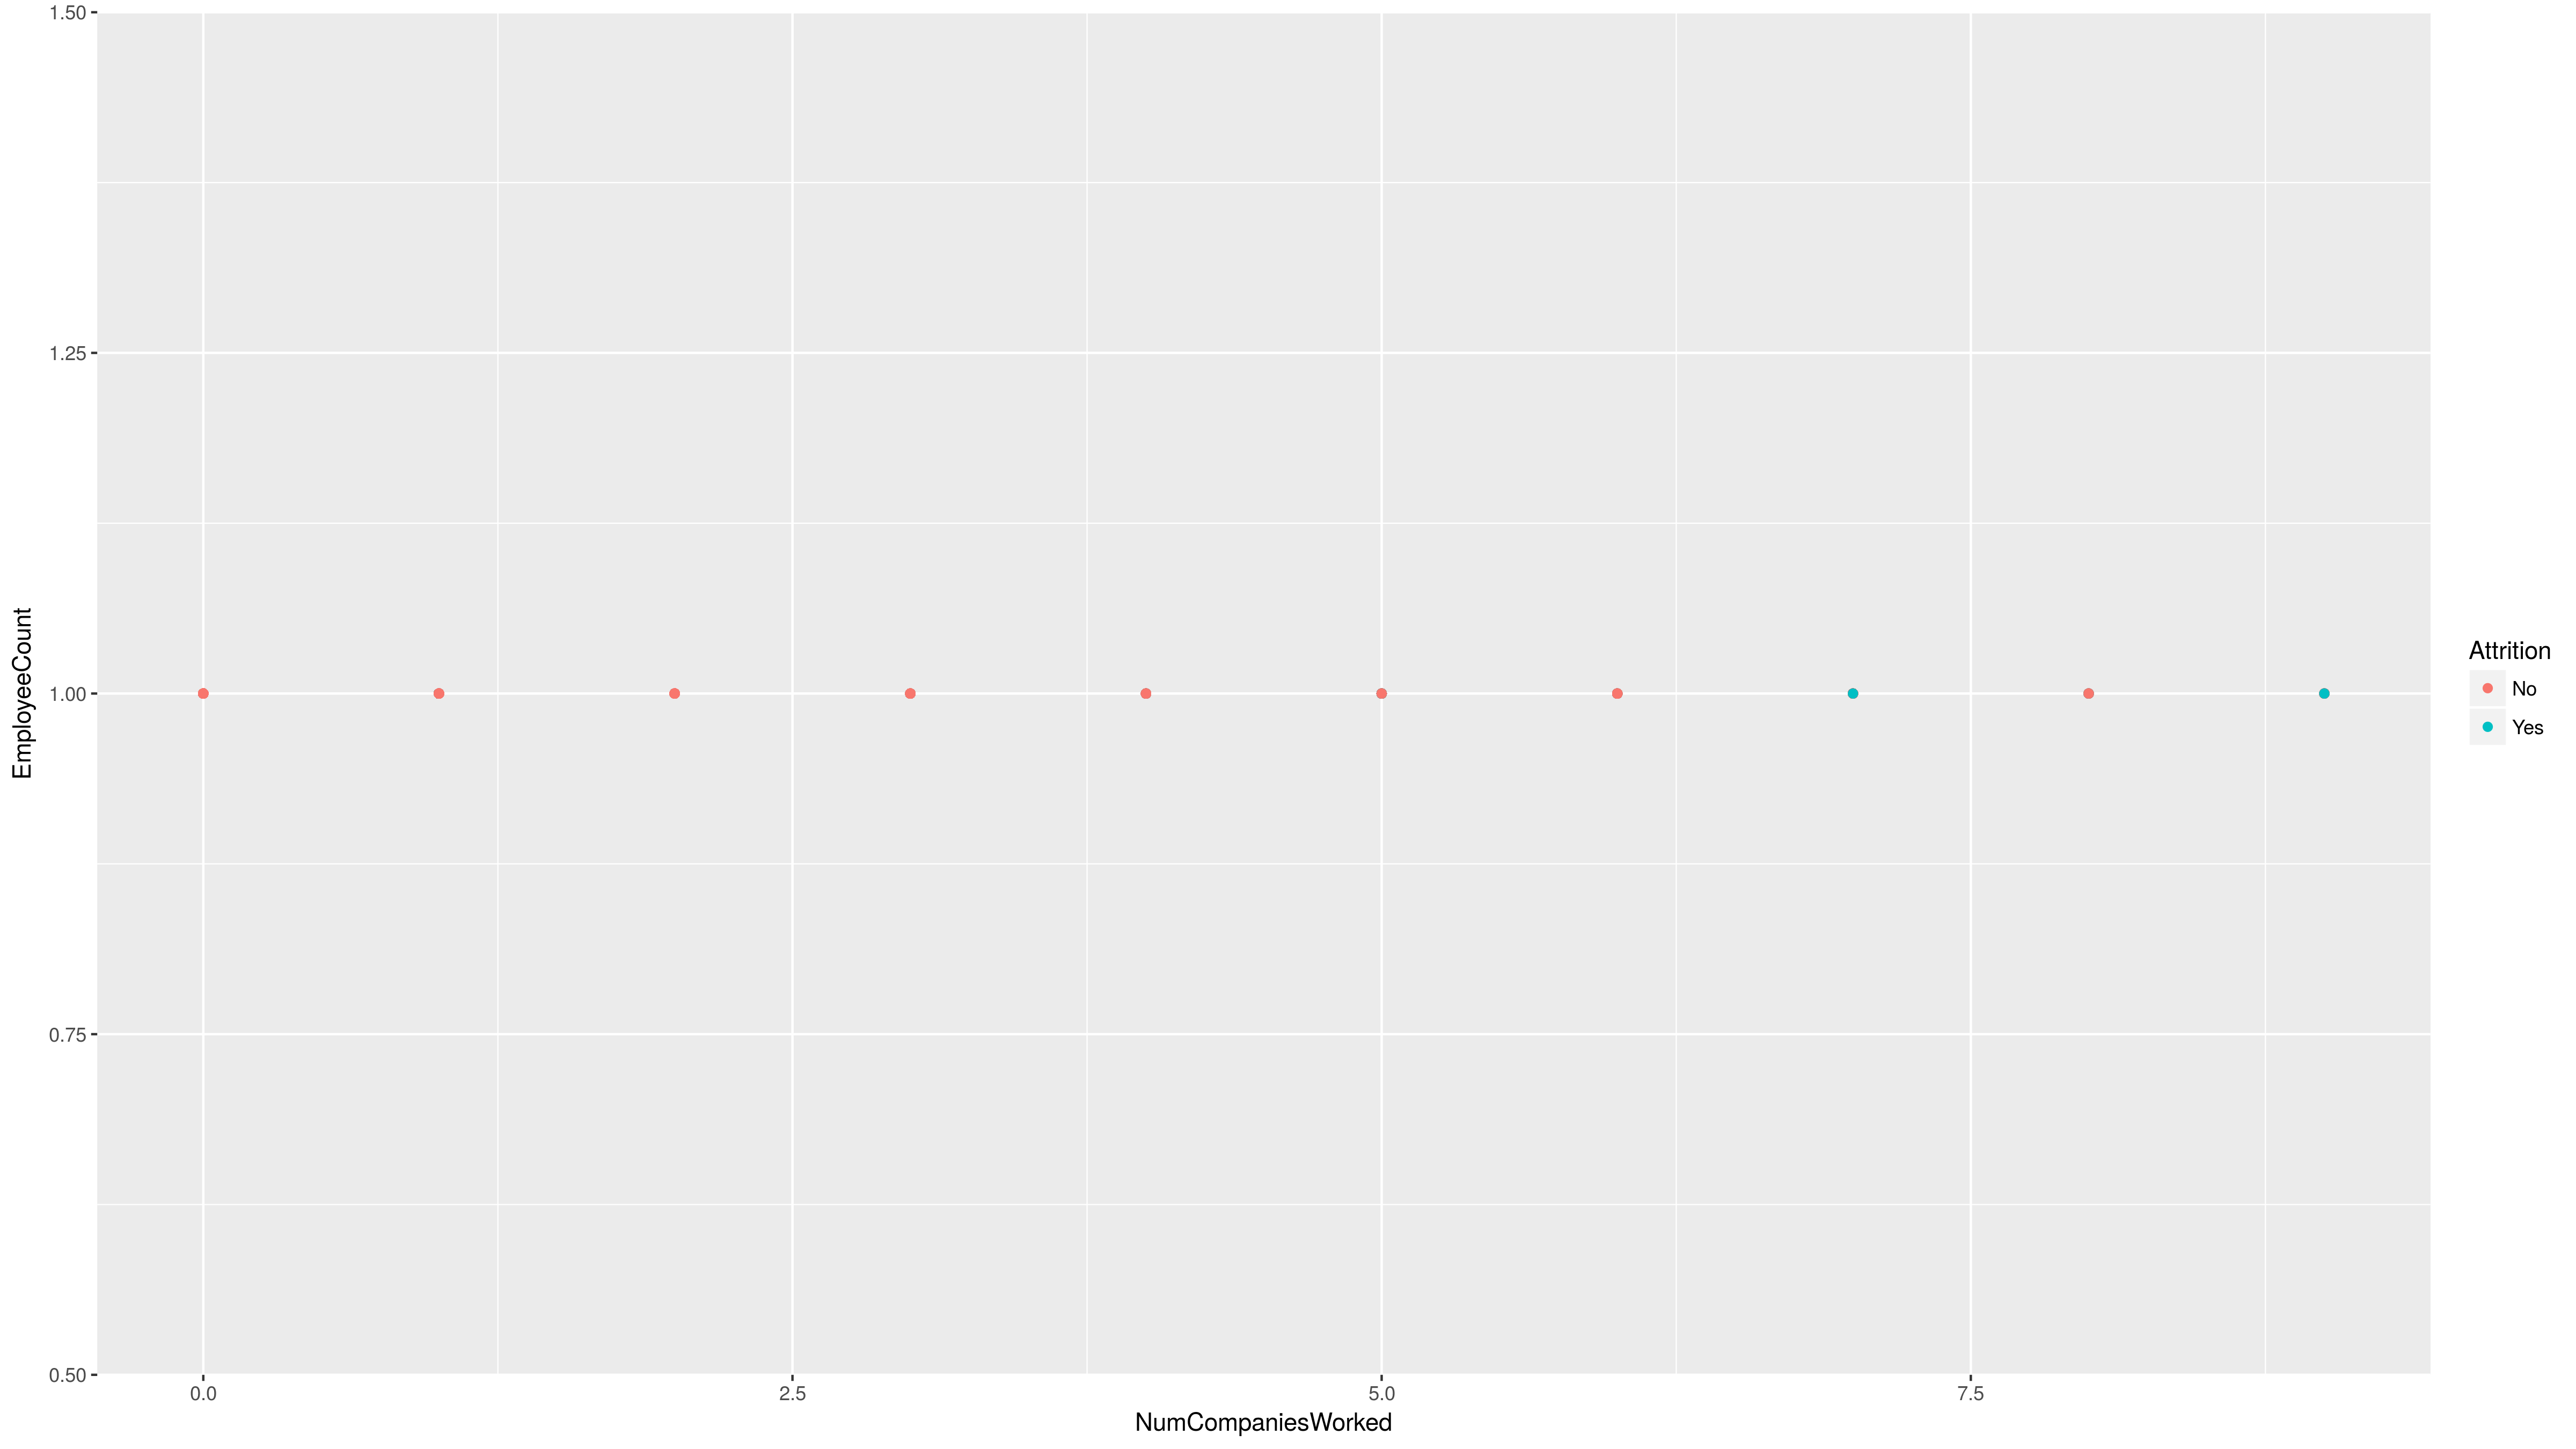 1.50
1.25
1.00
0.75
0.50
EmployeeCount
0.0 2.5 5.0 7.5
NumCompaniesWorked
Attrition
No
Yes